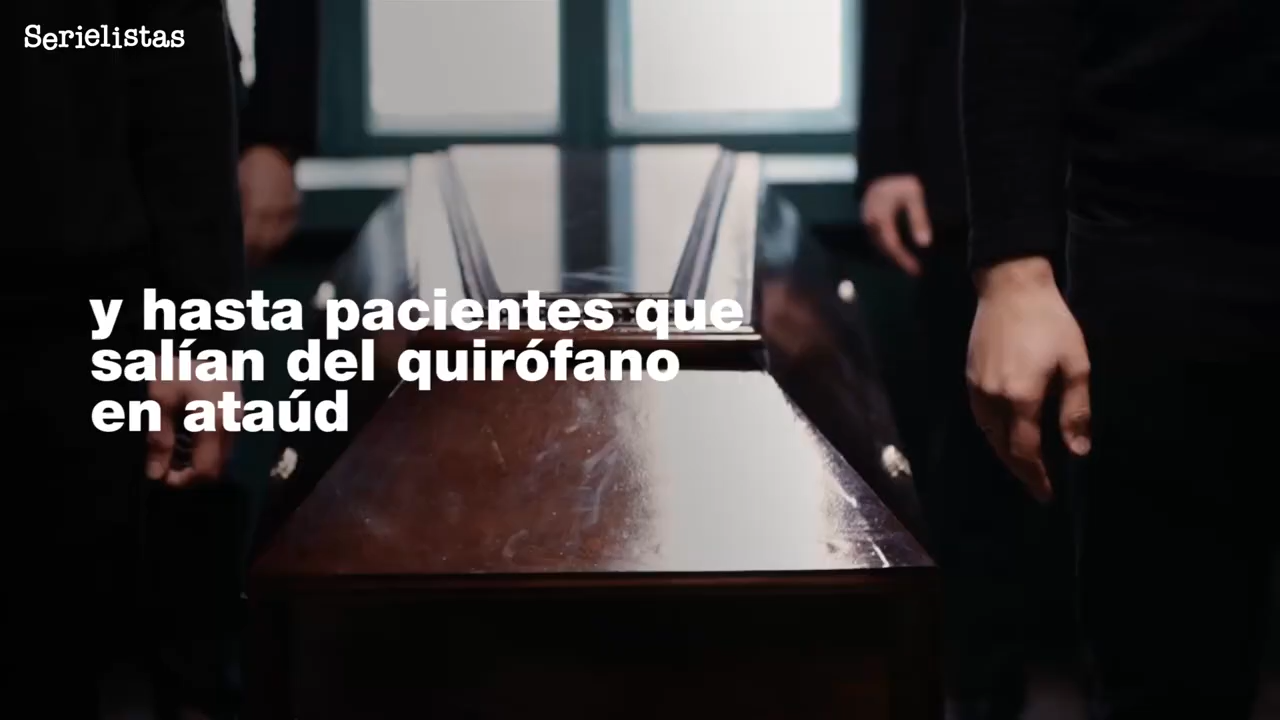 Serielistas
y hasta pacientes que
salían del quirófano
en ataúd